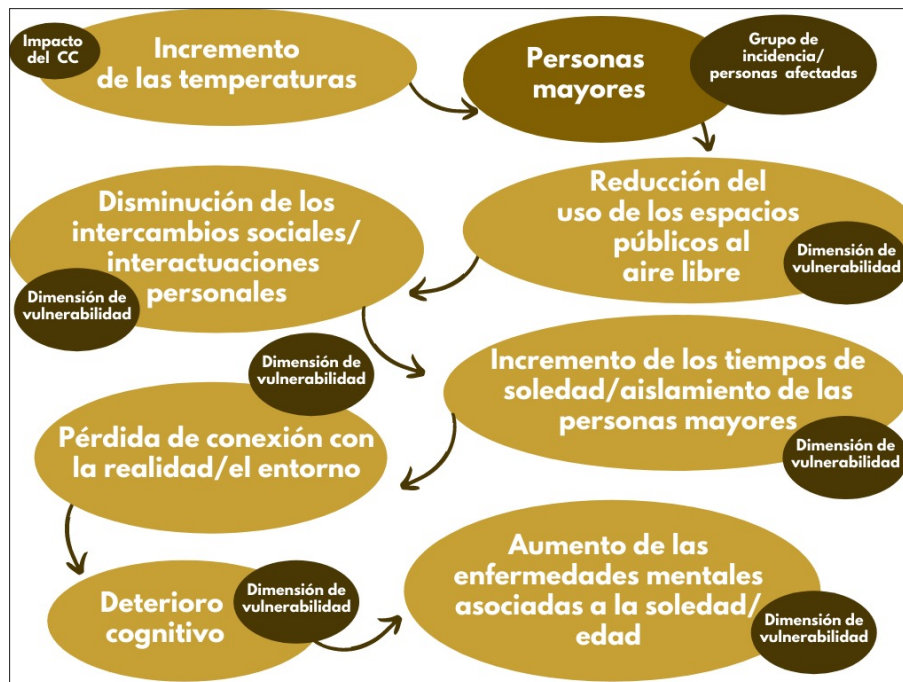 Impacto
del CC
Incremento
de las temperaturas
Personas
mayores
Grupo de
incidencia/
personas afectadas
Reducción del
uso de los espacios
públicos al
aire libre
Dimensión de
vulnerabilidad
Disminución de los
intercambios sociales/
interactuaciones
personales
Dimensión de
vulnerabilidad
Incremento de los tiempos de
soledad/aislamiento de las
personas mayores
Dimensión de
vulnerabilidad
Dimensión de
vulnerabilidad
Pérdida de conexión con
la realidad/el entorno
Deterioro
cognitivo
Dimensión de
vulnerabilidad
Aumento de las
enfermedades mentales
asociadas a la soledad/
edad
Dimensión de
vulnerabilidad